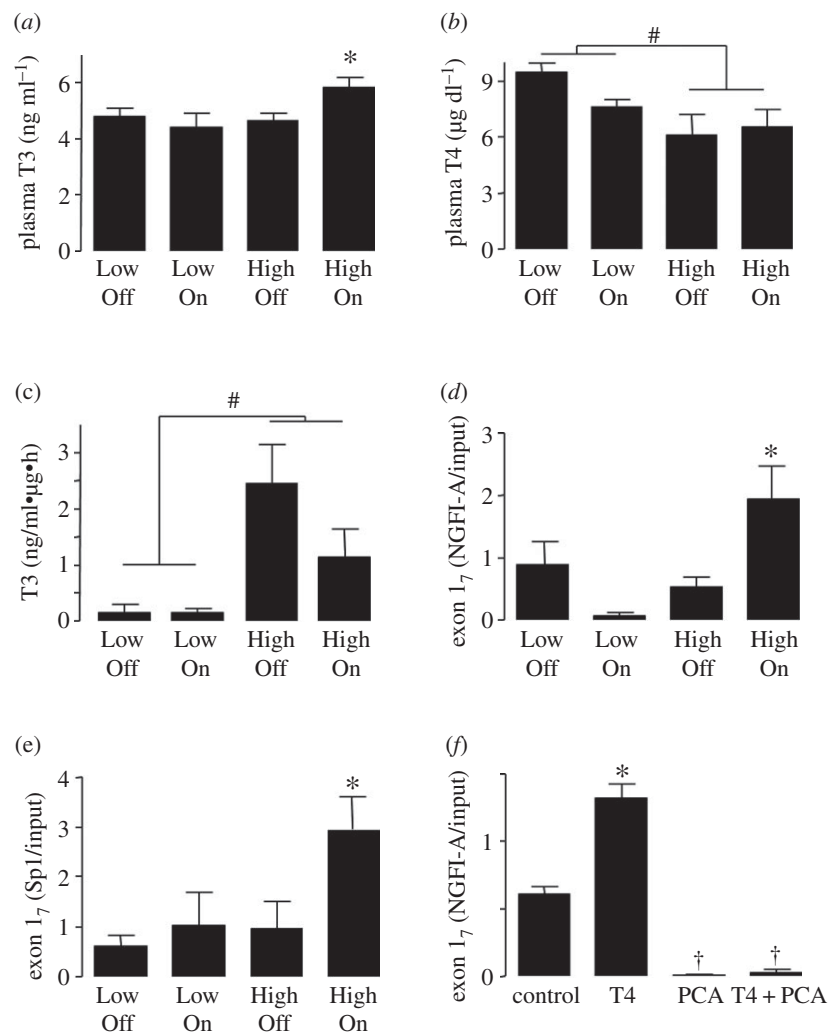 (a)
*
6
4
2
0
plasma T3 (ng ml⁻¹)
Low Off
Low On
High Off
High On
(b)
#
9
6
3
0
plasma T4 (µg dl⁻¹)
Low Off
Low On
High Off
High On
(c)
#
3
2
1
0
T3 (ng/ml•µg•h)
Low Off
Low On
High Off
High On
(d)
*
3
2
1
0
exon 1₇ (NGFI-A/input)
Low Off
Low On
High Off
High On
(e)
*
4
3
2
1
0
exon 1₇ (Sp1/input)
Low Off
Low On
High Off
High On
(f)
*
† †
1
0
exon 1₇ (NGFI-A/input)
control T4 PCA T4 + PCA